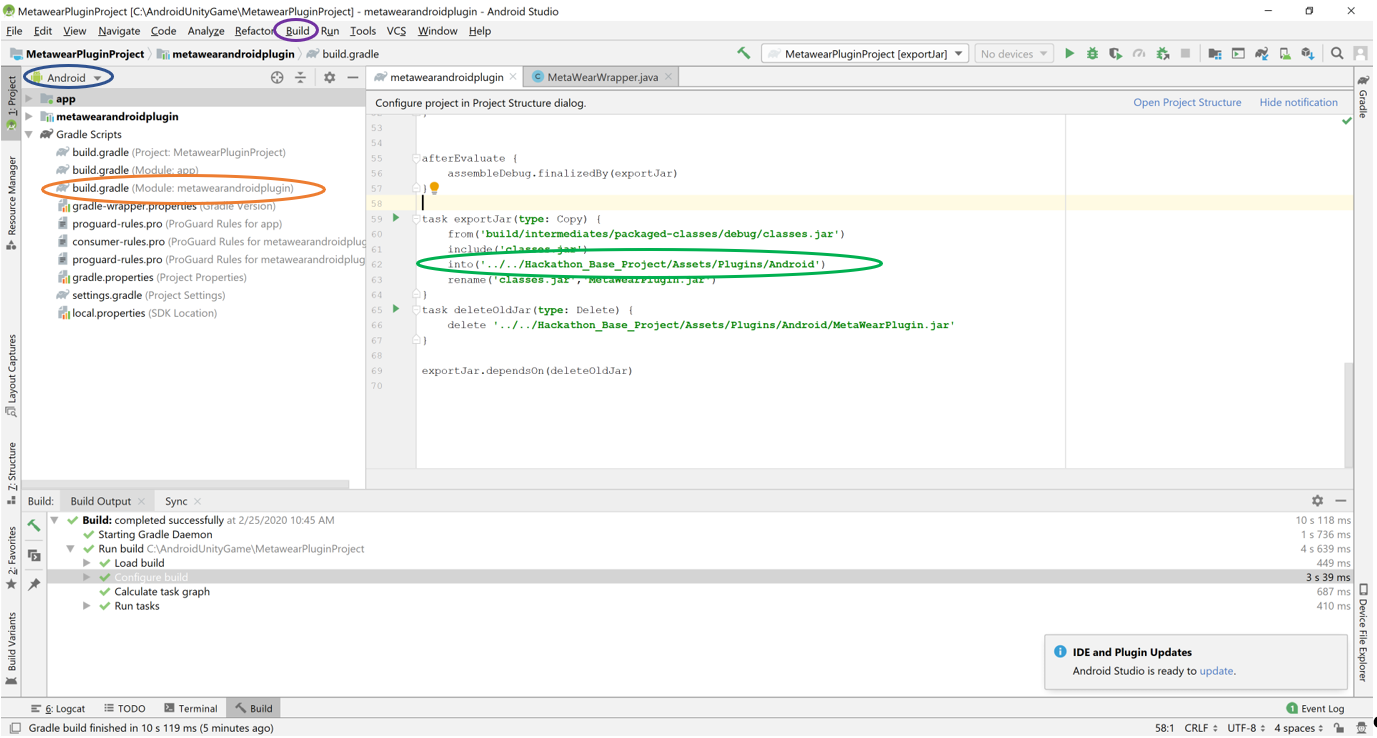 MetawearPluginProject [C:\AndroidUnityGame\MetawearPluginProject] - metawearandroidplugin - Android Studio
File Edit View Navigate Code Analyze Refactor Build Run Tools VCS Window Help
MetawearPluginProject metawearandroidplugin build.gradle MetawearPluginProject [exportJar] No devices
1: Project
Resource Manager
Layout Captures
Z: Structure
2: Favorites
Build Variants
Android
app
metawearandroidplugin
Gradle Scripts
build.gradle (Project: MetawearPluginProject)
build.gradle (Module: app)
build.gradle (Module: metawearandroidplugin)
gradle-wrapper.properties (Gradle Version)
proguard-rules.pro (ProGuard Rules for app)
consumer-rules.pro (ProGuard Rules for metawearandroidplug
proguard-rules.pro (ProGuard Rules for metawearandroidplug
gradle.properties (Project Properties)
settings.gradle (Project Settings)
local.properties (SDK Location)
metawearandroidplugin MetaWearWrapper.java
Configure project in Project Structure dialog. Open Project Structure Hide notification
53
54
55 afterEvaluate {
56 assembleDebug.finalizedBy(exportJar)
57 }
58
59 task exportJar(type: Copy) {
60 from('build/intermediates/packaged-classes/debug/classes.jar')
61 include('classes.jar')
62 into('../../Hackathon_Base_Project/Assets/Plugins/Android')
63 rename('classes.jar','MetaWearPlugin.jar')
64 }
65 task deleteOldJar(type: Delete) {
66 delete '../../Hackathon_Base_Project/Assets/Plugins/Android/MetaWearPlugin.jar'
67 }
68
69 exportJar.dependsOn(deleteOldJar)
70
Gradle
Device File Explorer
Build: Build Output Sync
Build: completed successfully at 2/25/2020 10:45 AM 10 s 118 ms
Starting Gradle Daemon 1 s 736 ms
Run build C:\AndroidUnityGame\MetawearPluginProject 4 s 639 ms
Load build 449 ms
Configure build 3 s 39 ms
Calculate task graph 687 ms
Run tasks 410 ms
IDE and Plugin Updates
Android Studio is ready to update.
6: Logcat TODO Terminal Build 1 Event Log
Gradle build finished in 10 s 119 ms (5 minutes ago) 58:1 CRLF UTF-8 4 spaces